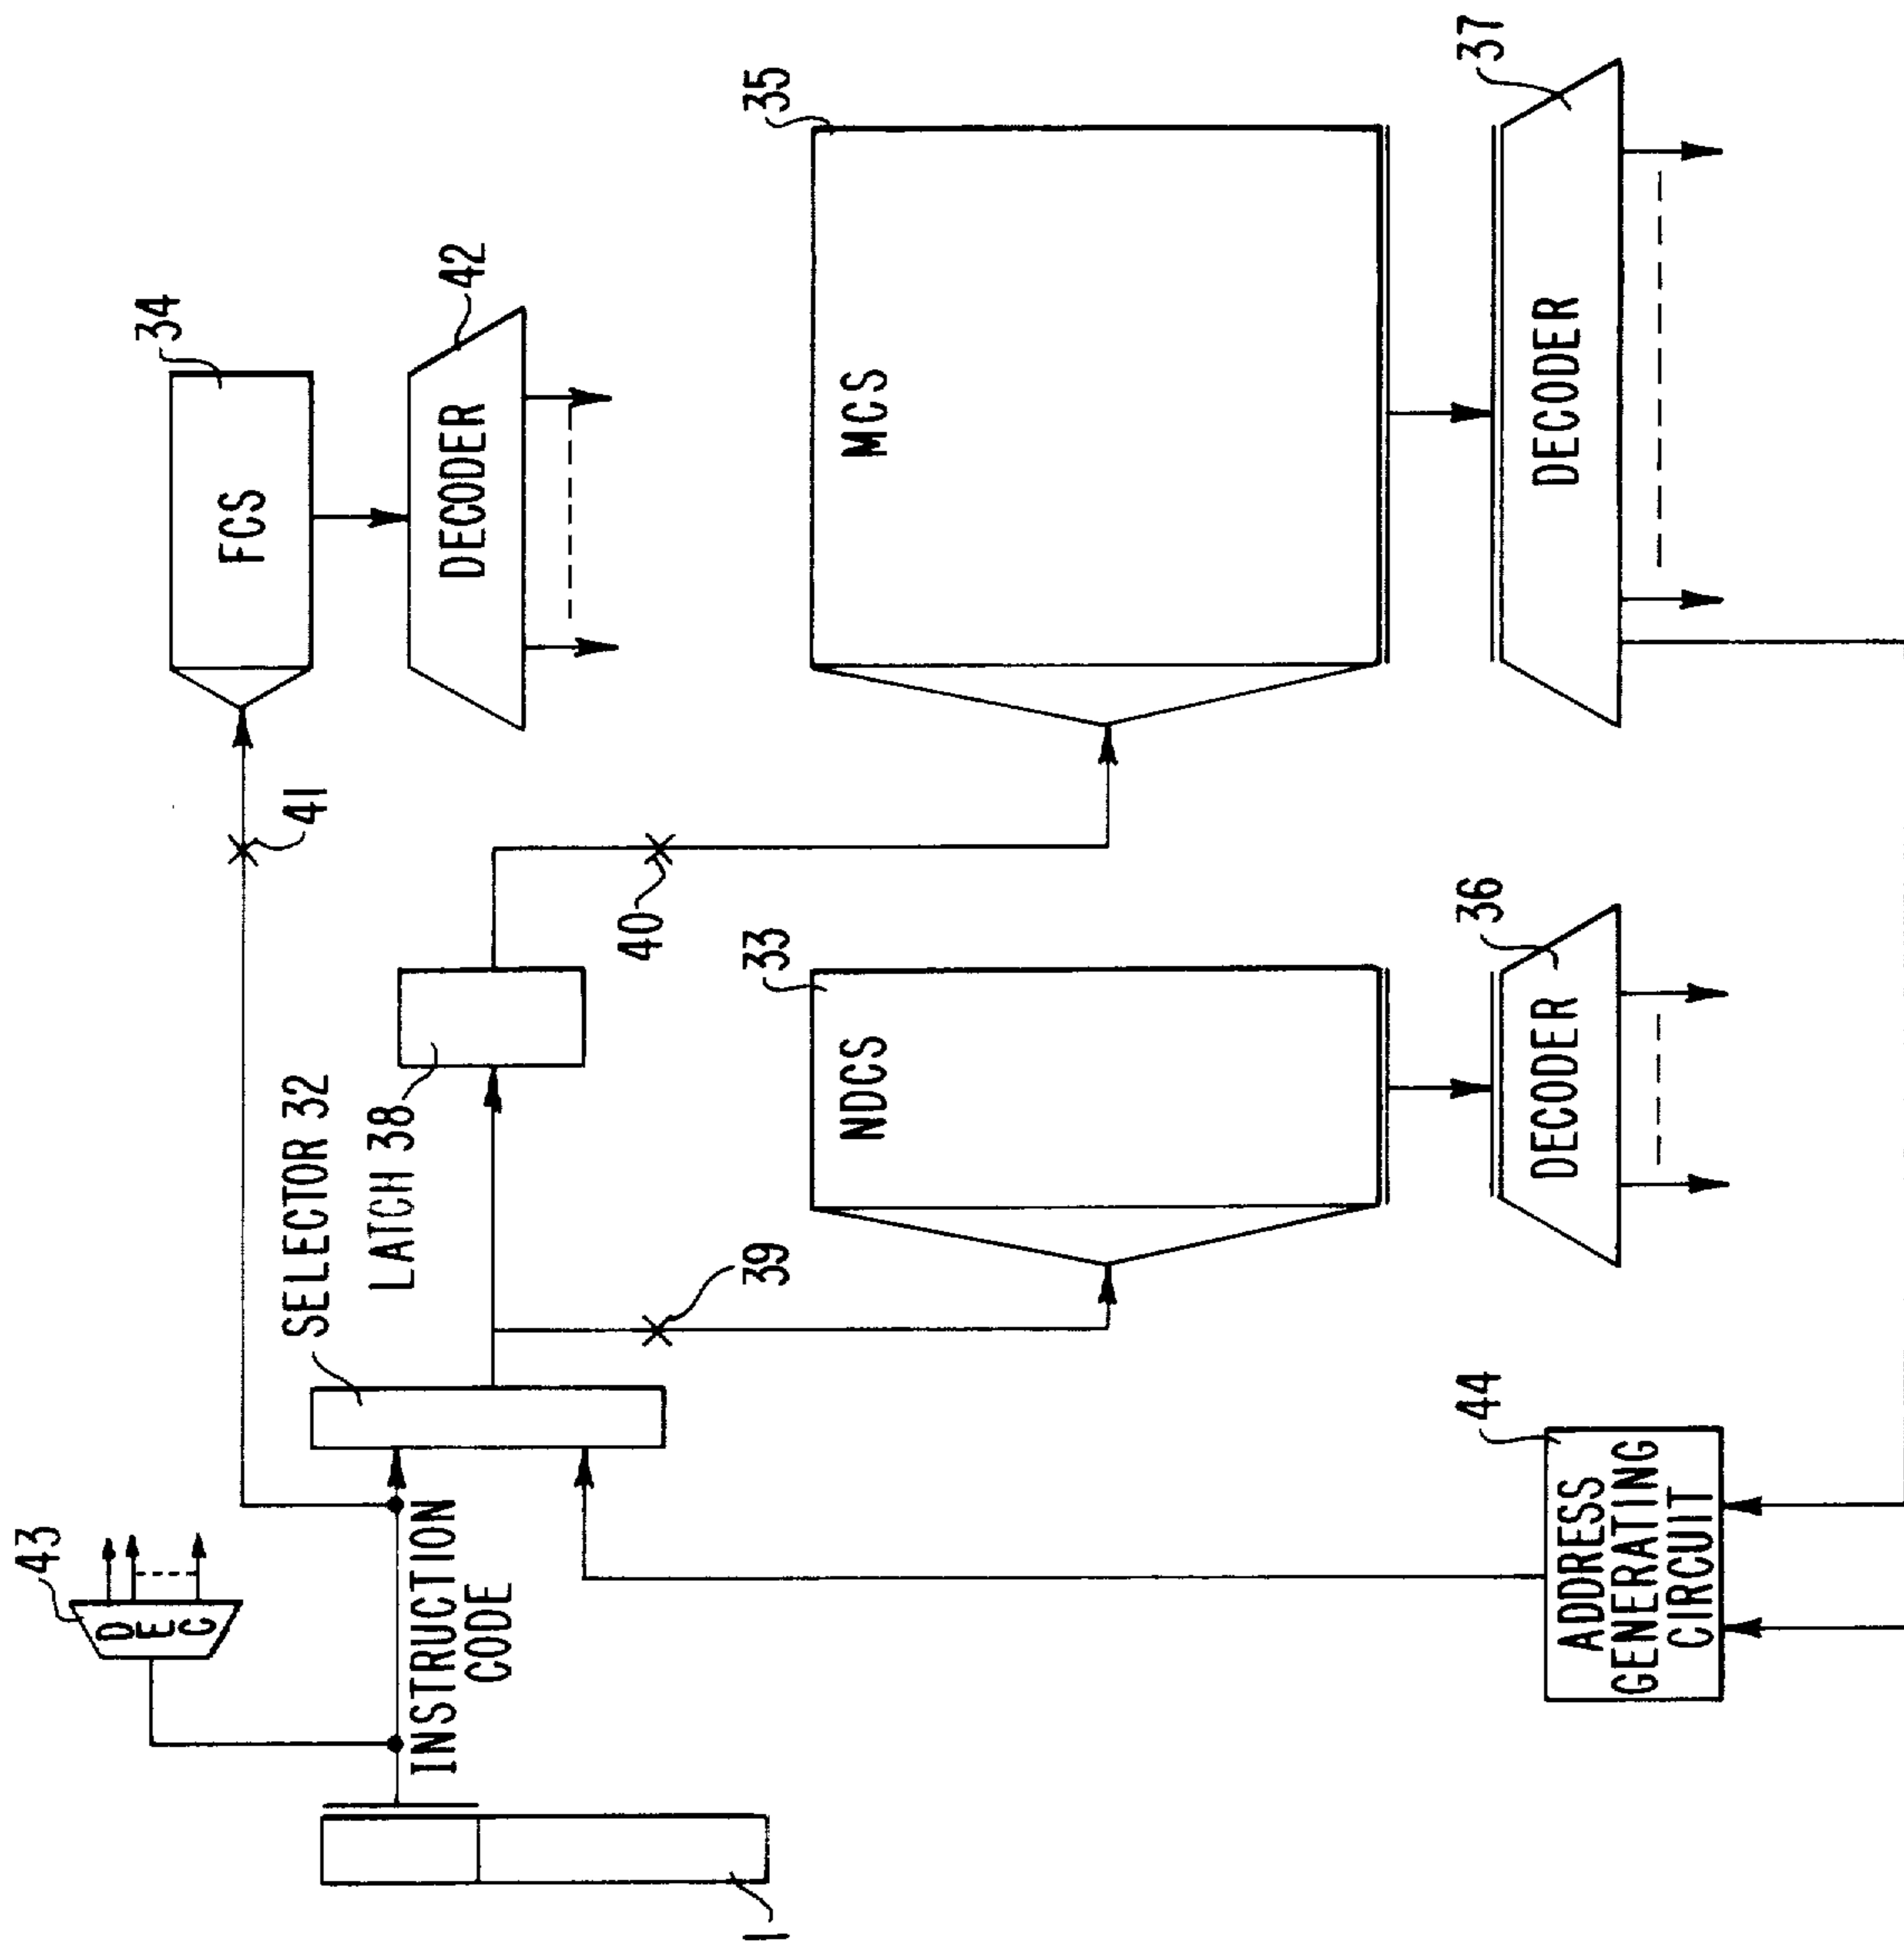 43
DEC
34
FCS
41
42
DECODER
SELECTOR 32
LATCH 38
INSTRUCTION
CODE
40
39
1
33
NDCS
35
MCS
44
ADDRESS
GENERATING
CIRCUIT
36
DECODER
37
DECODER